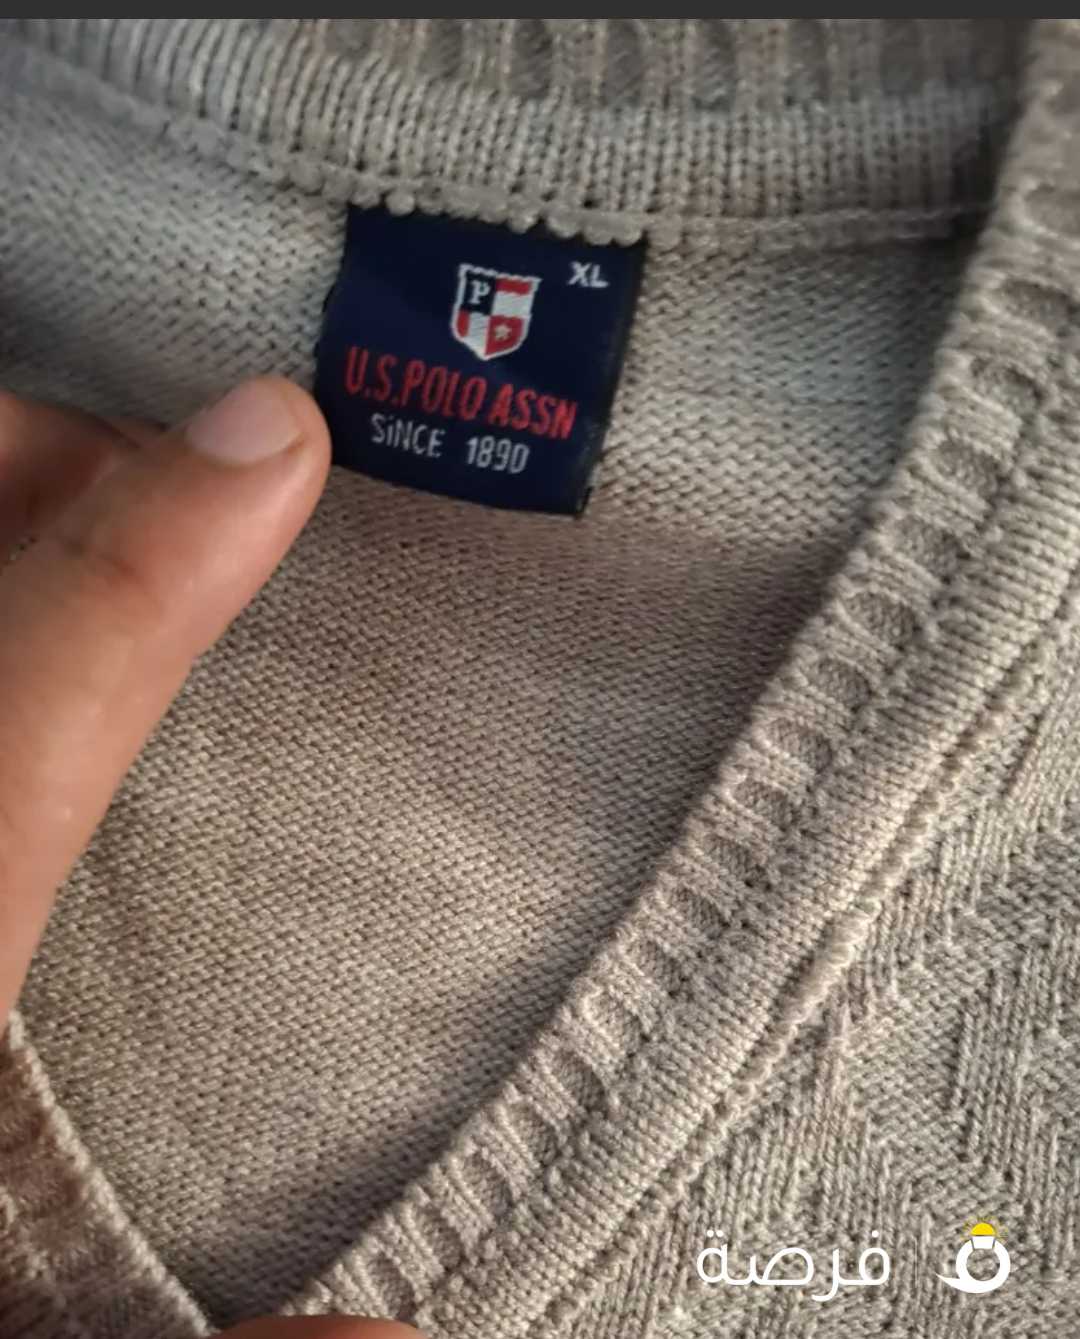 XL
P
U.S.POLO ASSN
SiNCE 1890
فرصة